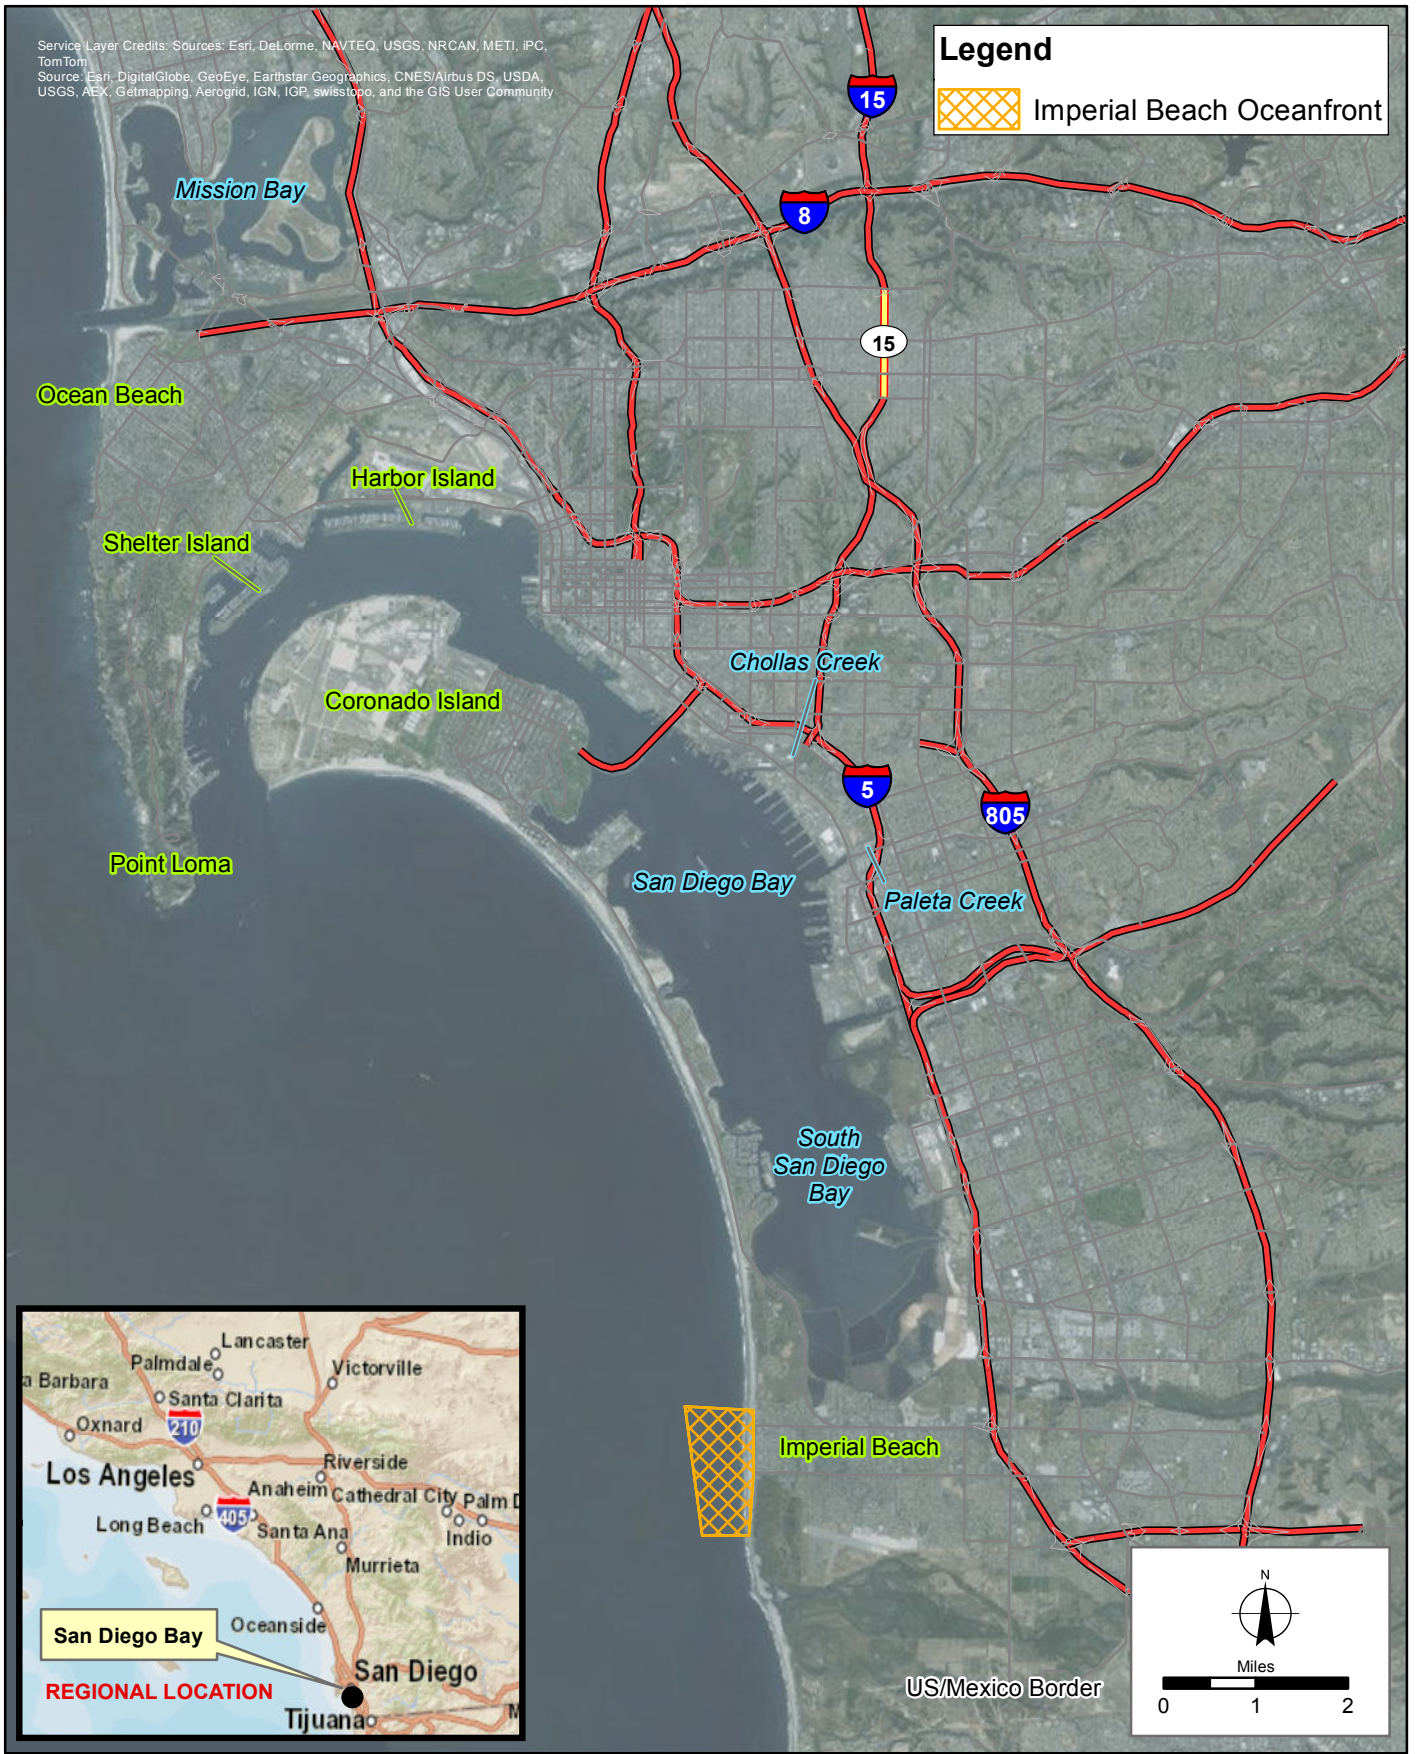 Service Layer Credits: Sources: Esri, DeLorme, NAVTEQ, USGS, NRCAN, METI, iPC,
TomTom
Source: Esri, DigitalGlobe, GeoEye, Earthstar Geographics, CNES/Airbus DS, USDA,
USGS, AEX, Getmapping, Aerogrid, IGN, IGP, swisstopo, and the GIS User Community
Legend
Imperial Beach Oceanfront
15
Mission Bay
8
15
Ocean Beach
Harbor Island
Shelter Island
Chollas Creek
Coronado Island
5
805
Point Loma
San Diego Bay
Paleta Creek
South
San Diego
Bay
Imperial Beach
US/Mexico Border
N
Miles
0 1 2
Lancaster
Palmdale
Victorville
a Barbara
Santa Clarita
Oxnard
210
Los Angeles
Riverside
Anaheim
Cathedral City
Palm D
Long Beach
405
Santa Ana
Indio
Murrieta
Oceanside
San Diego Bay
San Diego
REGIONAL LOCATION
Tijuana
M